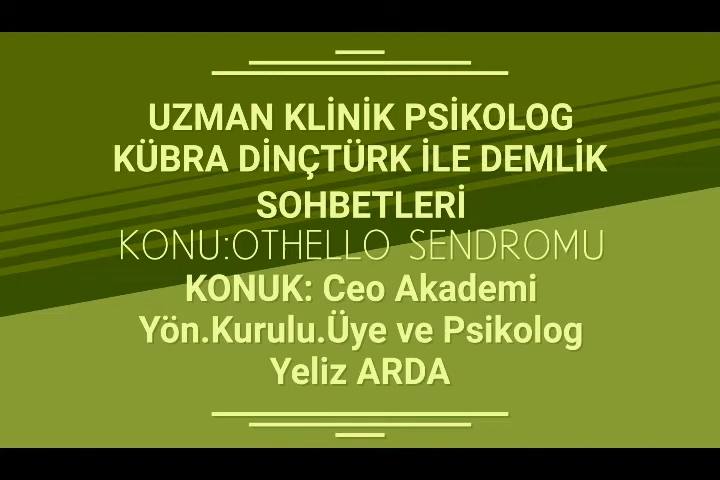 UZMAN KLİNİK PSİKOLOG
KÜBRA DİNÇTÜRK İLE DEMLİK
SOHBETLERİ
KONU:OTHELLO SENDROMU
KONUK: Ceo Akademi
Yön.Kurulu.Üye ve Psikolog
Yeliz ARDA